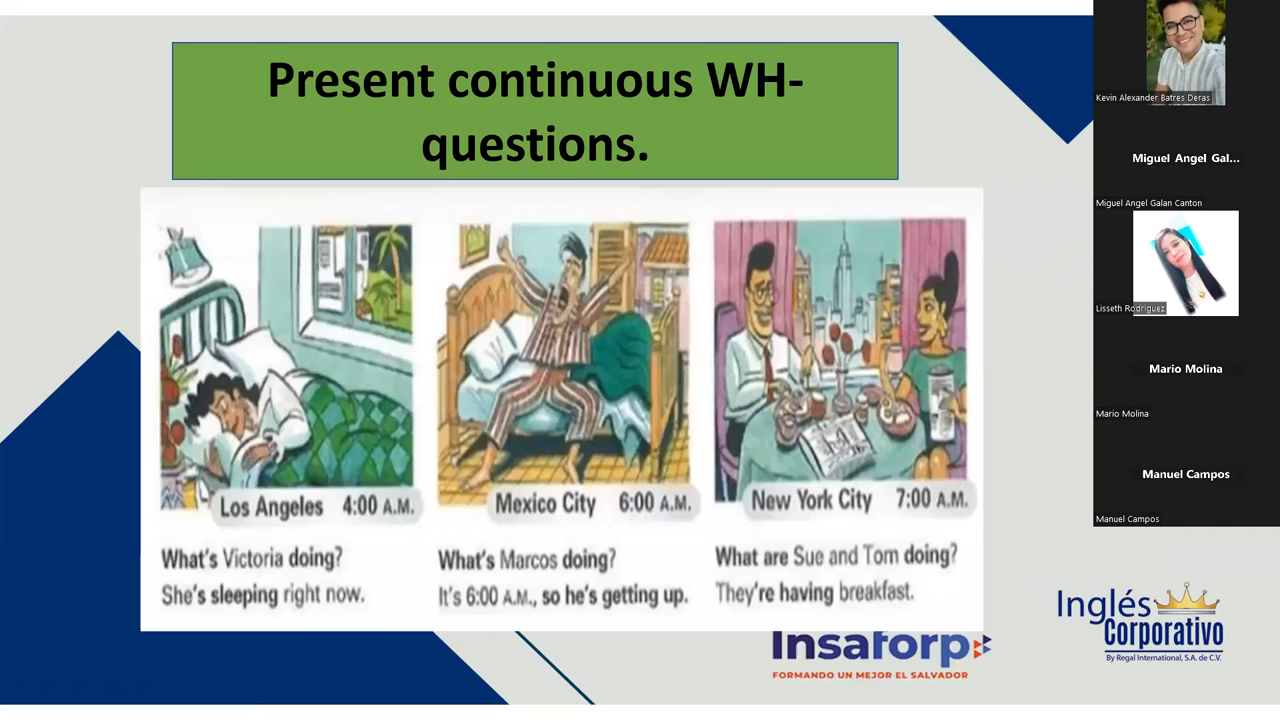 Present continuous WH-
questions.
Los Angeles 4:00 A.M.
What's Victoria doing?
She's sleeping right now.
Mexico City 6:00 A.M.
What's Marcos doing?
It's 6:00 A.M., so he's getting up.
New York City 7:00 A.M.
What are Sue and Tom doing?
They're having breakfast.
Insaforp
FORMANDO UN MEJOR EL SALVADOR
Inglés
Corporativo
By Regal International, S.A. de C.V.
Kevin Alexander Batres Deras
Miguel Angel Gal...
Miguel Angel Galan Canton
Lisseth Rodriguez
Mario Molina
Mario Molina
Manuel Campos
Manuel Campos